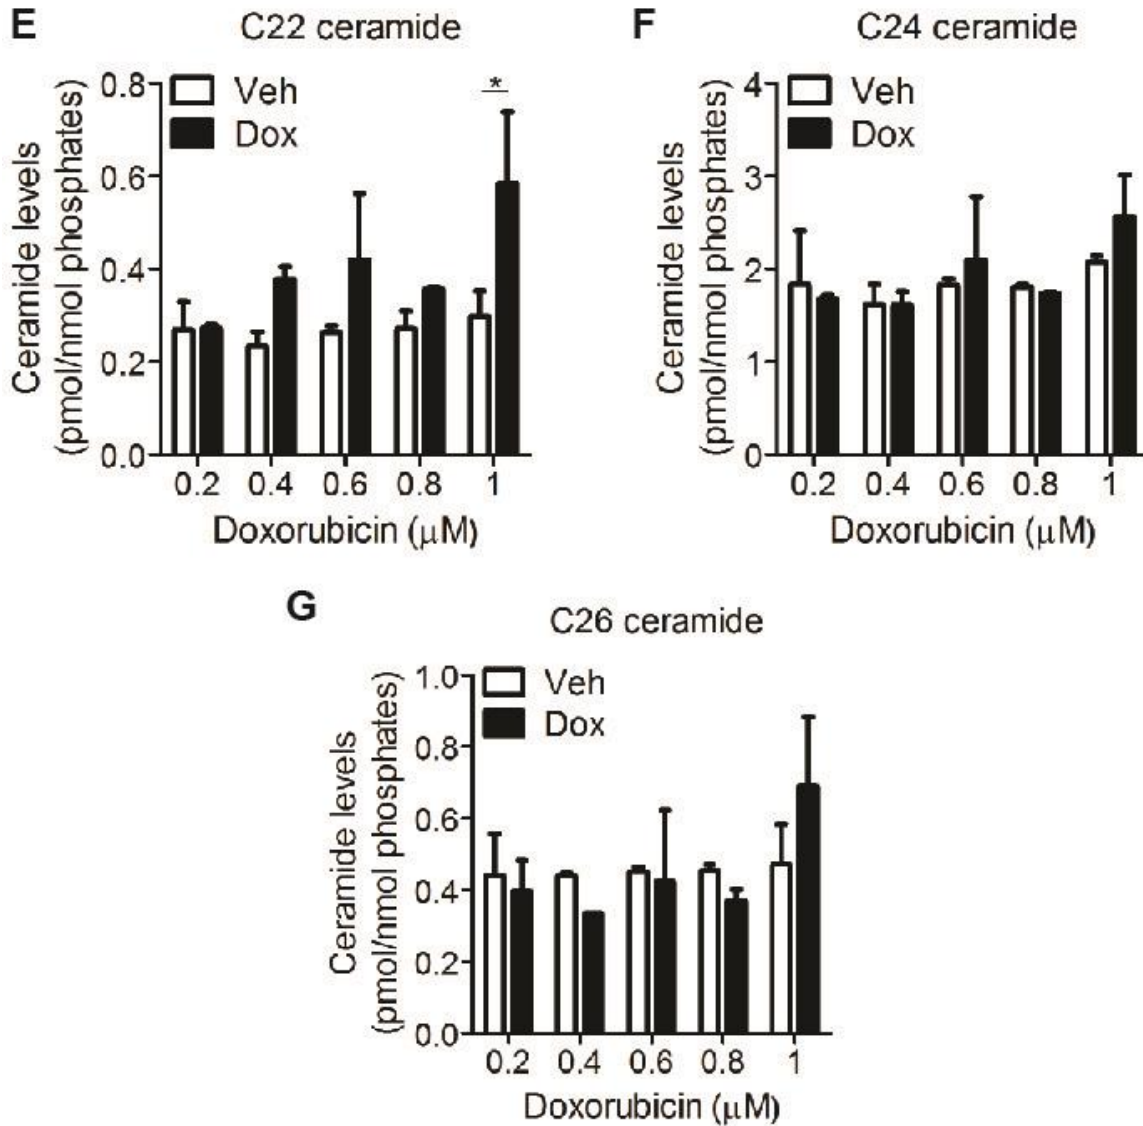 E
C22 ceramide
Ceramide levels
(pmol/nmol phosphates)
0.8
0.6
0.4
0.2
0.0
Veh
Dox
*
0.2 0.4 0.6 0.8 1
Doxorubicin (μM)
F
C24 ceramide
Ceramide levels
(pmol/nmol phosphates)
4
3
2
1
0
Veh
Dox
0.2 0.4 0.6 0.8 1
Doxorubicin (μM)
G
C26 ceramide
Ceramide levels
(pmol/nmol phosphates)
1.0
0.8
0.6
0.4
0.2
0.0
Veh
Dox
0.2 0.4 0.6 0.8 1
Doxorubicin (μM)